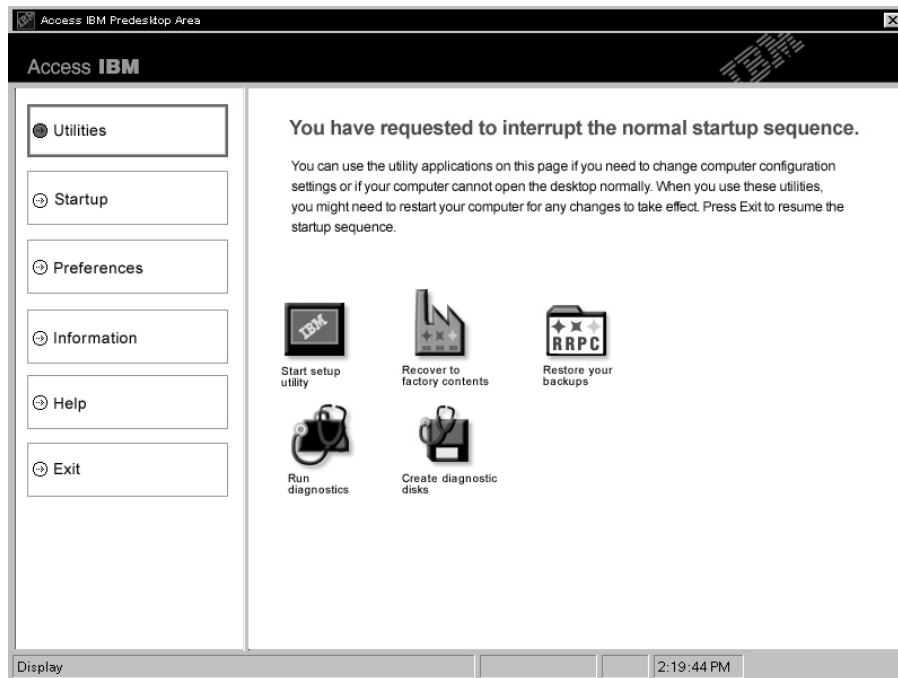 Access IBM Predesktop Area
Access IBM
IBM
Utilities
Startup
Preferences
Information
Help
Exit
You have requested to interrupt the normal startup sequence.
You can use the utility applications on this page if you need to change computer configuration
settings or if your computer cannot open the desktop normally. When you use these utilities,
you might need to restart your computer for any changes to take effect. Press Exit to resume the
startup sequence.
IBM
Start setup
utility
Recover to
factory contents
RRPC
Restore your
backups
Run
diagnostics
Create diagnostic
disks
Display
2:19:44 PM